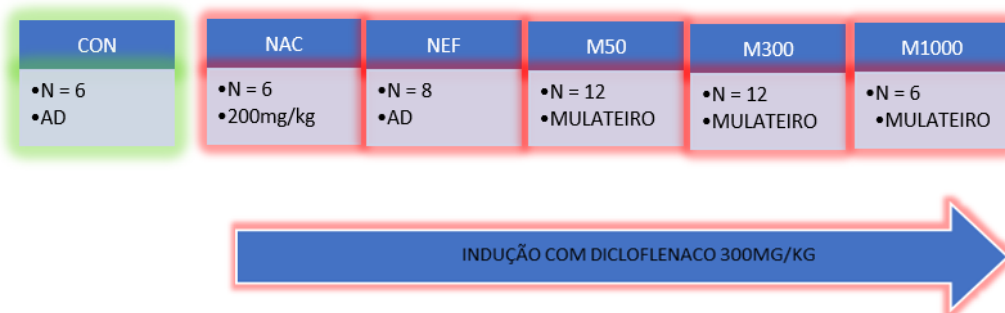 CON
•N = 6
•AD
NAC
•N = 6
•200mg/kg
NEF
•N = 8
•AD
M50
•N = 12
•MULATEIRO
M300
•N = 12
•MULATEIRO
M1000
•N = 6
•MULATEIRO
INDUÇÃO COM DICLOFLENACO 300MG/KG